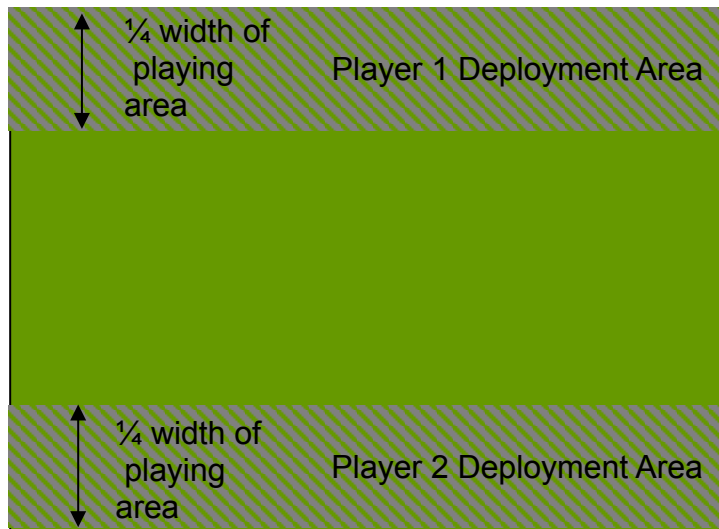 ¼ width of
playing
area
Player 1 Deployment Area
¼ width of
playing
area
Player 2 Deployment Area